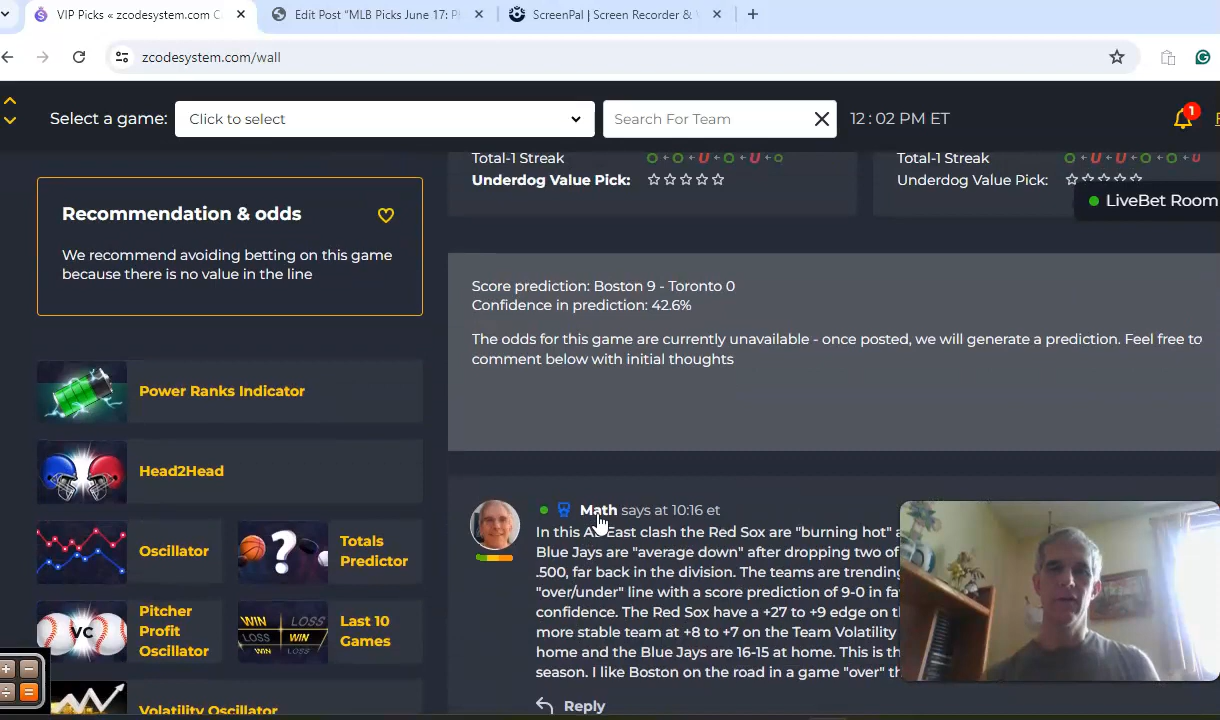 VIP Picks « zcodesystem.com C
Edit Post "MLB Picks June 17: Pl
ScreenPal | Screen Recorder &
zcodesystem.com/wall
Select a game:
Click to select
Search For Team
12 : 02 PM ET
1
Total-1 Streak
O - O - U - O - U - O
Total-1 Streak
O - U - U - O - O - U
Underdog Value Pick:
Underdog Value Pick:
LiveBet Room
Recommendation & odds
We recommend avoiding betting on this game
because there is no value in the line
Score prediction: Boston 9 - Toronto 0
Confidence in prediction: 42.6%
The odds for this game are currently unavailable - once posted, we will generate a prediction. Feel free to
comment below with initial thoughts
Power Ranks Indicator
Head2Head
Oscillator
Totals
Predictor
Pitcher
Profit
Oscillator
Last 10
Games
VC
LOSS
WIN
LOSS
WIN
WIN
LOSS
Volatility Oscillator
Math says at 10:16 et
In this A East clash the Red Sox are "burning hot" a
Blue Jays are "average down" after dropping two of
.500, far back in the division. The teams are trending
"over/under" line with a score prediction of 9-0 in fa
confidence. The Red Sox have a +27 to +9 edge on th
more stable team at +8 to +7 on the Team Volatility
home and the Blue Jays are 16-15 at home. This is th
season. I like Boston on the road in a game "over" th
Reply